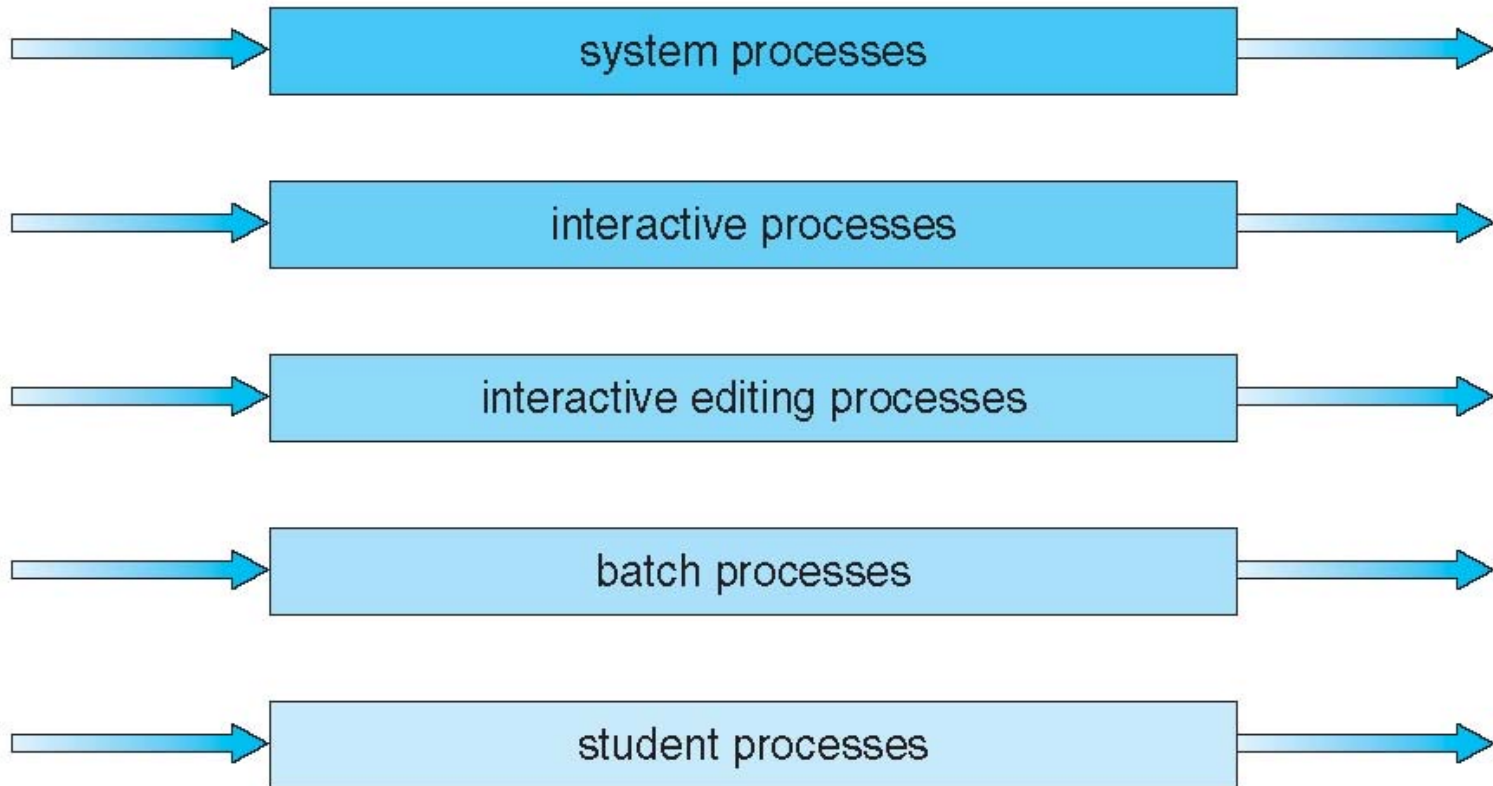 system processes
interactive processes
interactive editing processes
batch processes
student processes